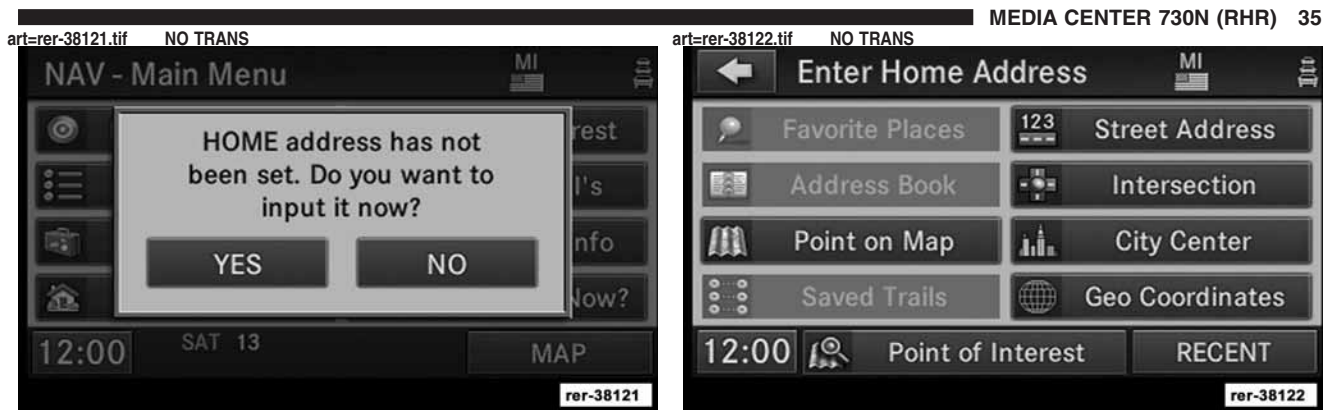 MEDIA CENTER 730N (RHR) 35
art=rer-38121.tif NO TRANS
NAV - Main Menu
MI
rest
HOME address has not
been set. Do you want to
input it now?
I's
nfo
YES NO
Now?
12:00 SAT 13 MAP
rer-38121
art=rer-38122.tif NO TRANS
Enter Home Address MI
Favorite Places 123 Street Address
Address Book Intersection
Point on Map City Center
Saved Trails Geo Coordinates
12:00 Point of Interest RECENT
rer-38122